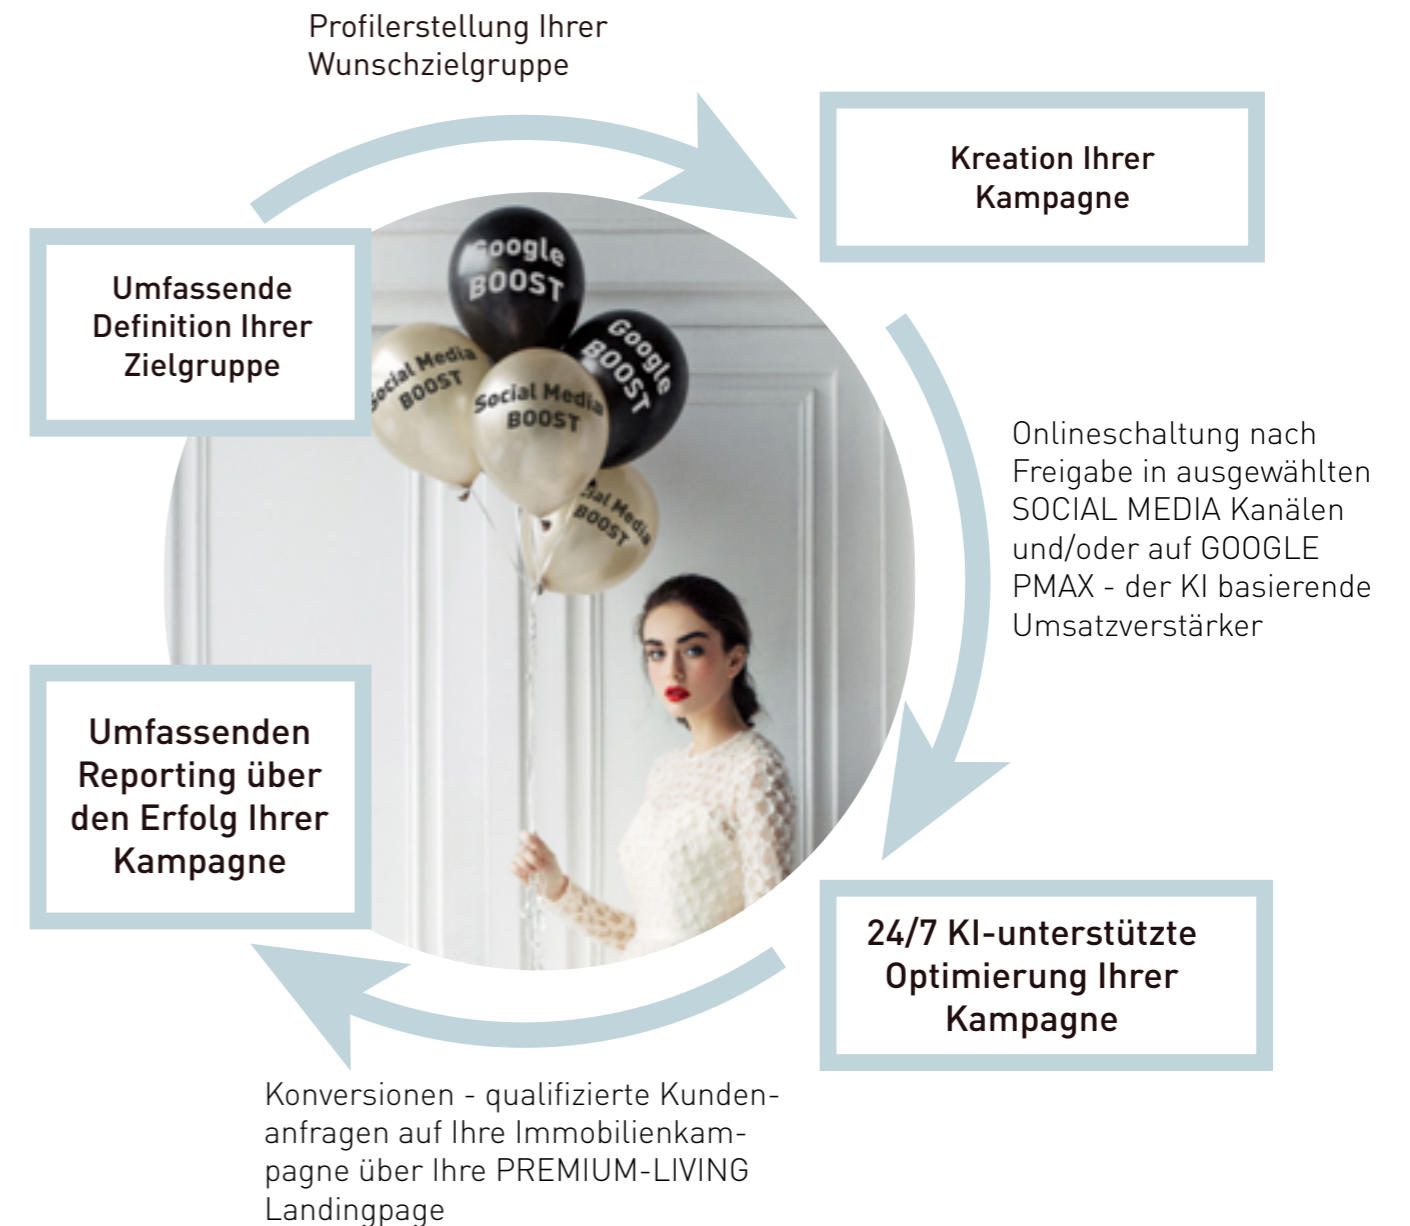 Profilerstellung Ihrer
Wunschzielgruppe
Kreation Ihrer
Kampagne
Umfassende
Definition Ihrer
Zielgruppe
Google
BOOST
Google
BOOST
Social Media
BOOST
Social Media
BOOST
Social Media
BOOST
Onlineschaltung nach
Freigabe in ausgewählten
SOCIAL MEDIA Kanälen
und/oder auf GOOGLE
PMAX - der KI basierende
Umsatzverstärker
Umfassenden
Reporting über
den Erfolg Ihrer
Kampagne
24/7 KI-unterstützte
Optimierung Ihrer
Kampagne
Konversionen - qualifizierte Kunden-
anfragen auf Ihre Immobilienkam-
pagne über Ihre PREMIUM-LIVING
Landingpage